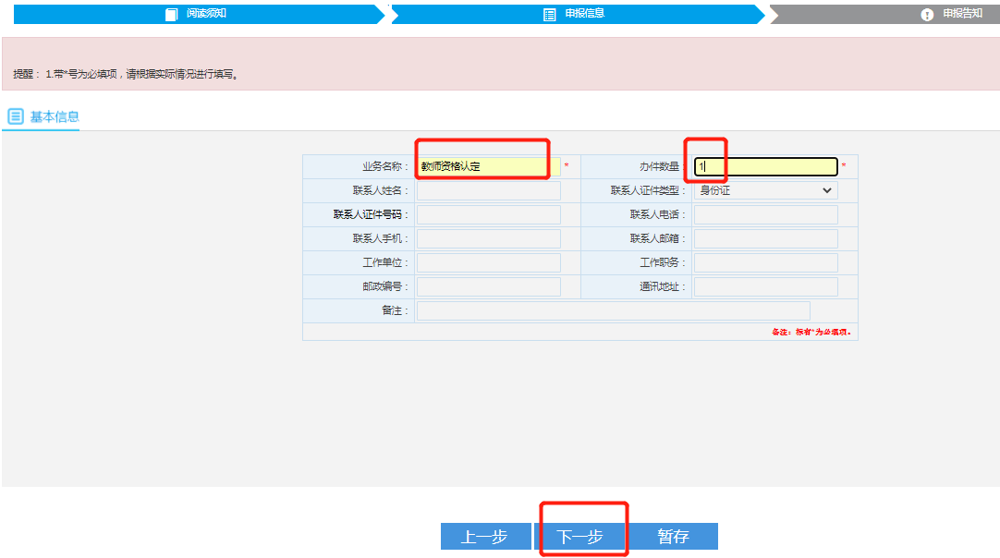 阅读须知 申报信息 申报告知
提醒： 1.带*号为必填项，请根据实际情况进行填写。
基本信息
业务名称： 教师资格认定 * 办件数量： 1 *
联系人姓名： 联系人证件类型： 身份证
联系人证件号码： 联系人电话：
联系人手机： 联系人邮箱：
工作单位： 工作职务：
邮政编号： 通讯地址：
备注：
备注：标有*为必填项。
上一步 下一步 暂存